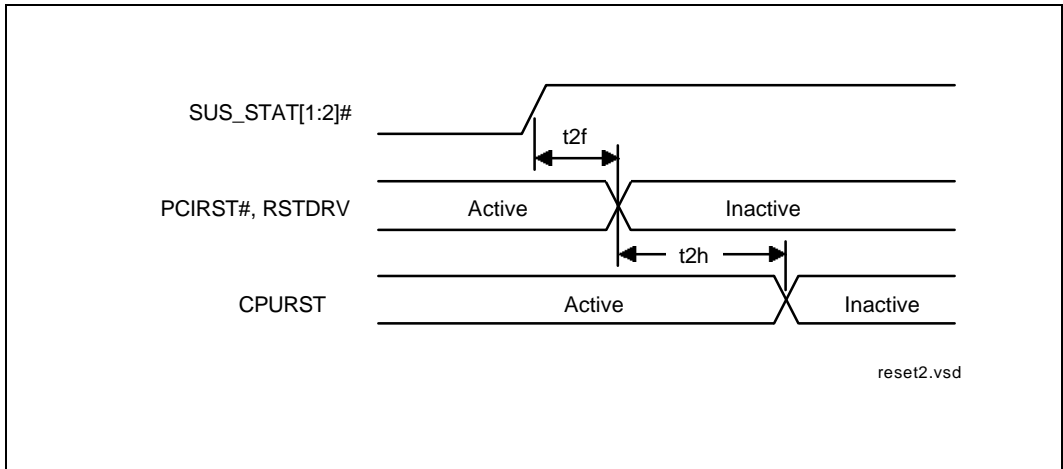 SUS_STAT[1:2]#
t2f
PCIRST#, RSTDRV
Active
Inactive
t2h
CPURST
Active
Inactive
reset2.vsd